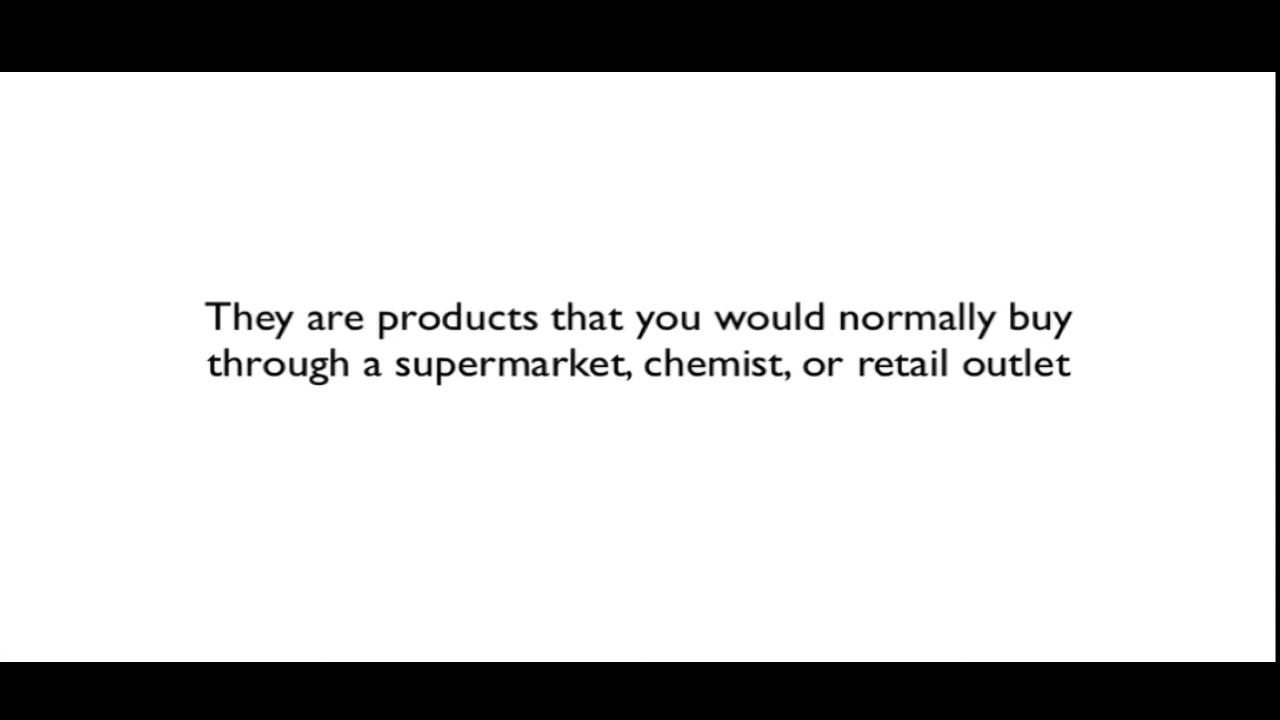 They are products that you would normally buy
through a supermarket, chemist, or retail outlet